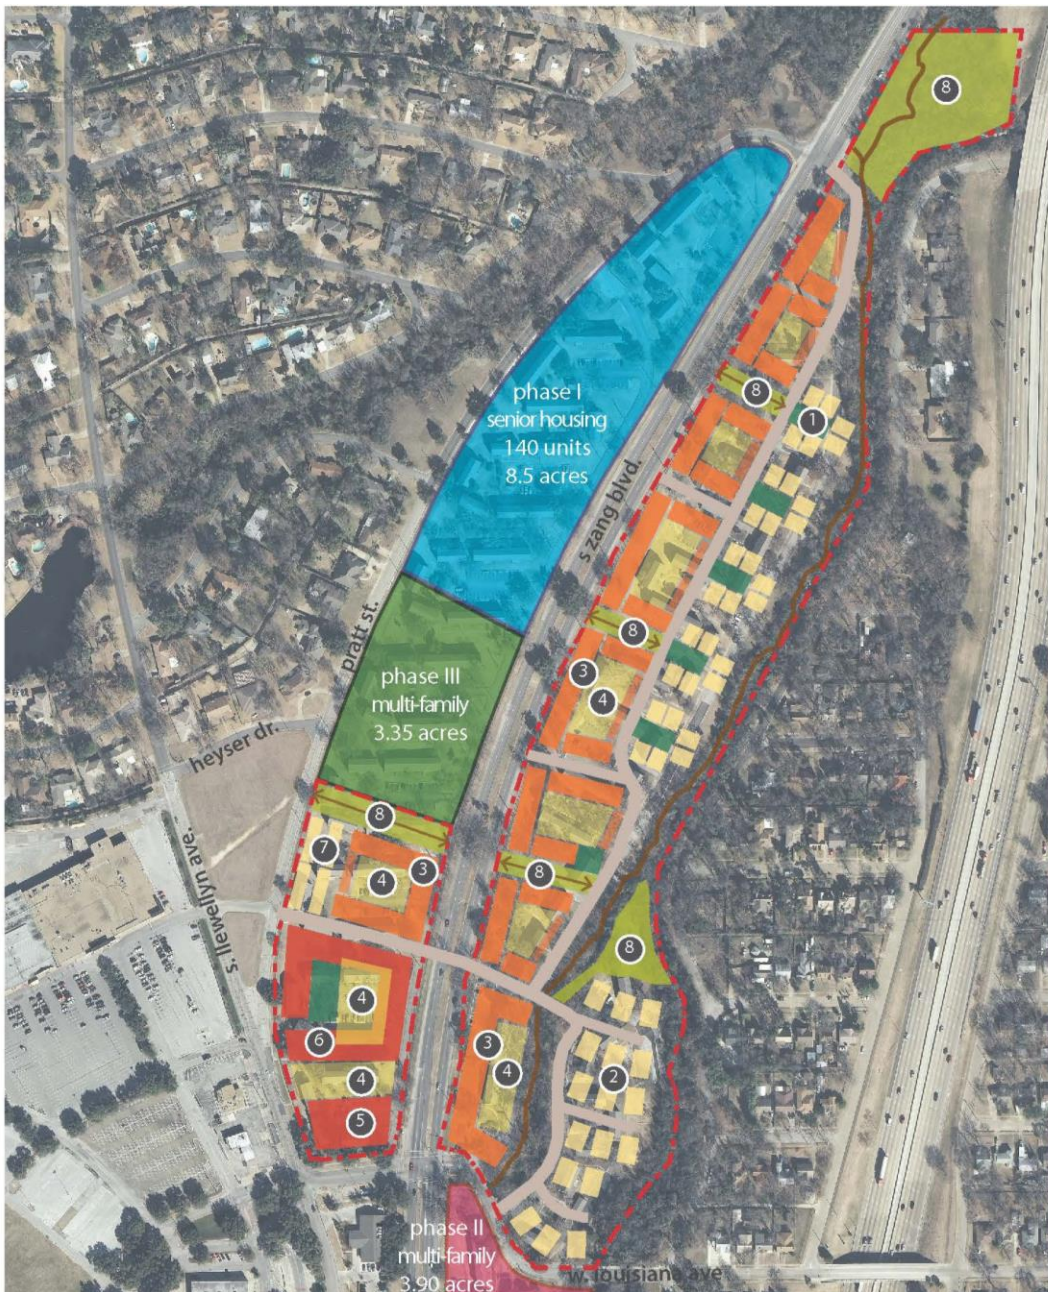 8
phase I
senior housing
140 units
8.5 acres
8
1
s zang blvd.
pratt st.
8
phase III
multi-family
3.35 acres
3
4
heyser dr.
8
7
3
4
8
s. llewellyn ave.
8
4
6
3
4
2
4
5
phase II
multi-family
3.90 acres
w. louisiana ave